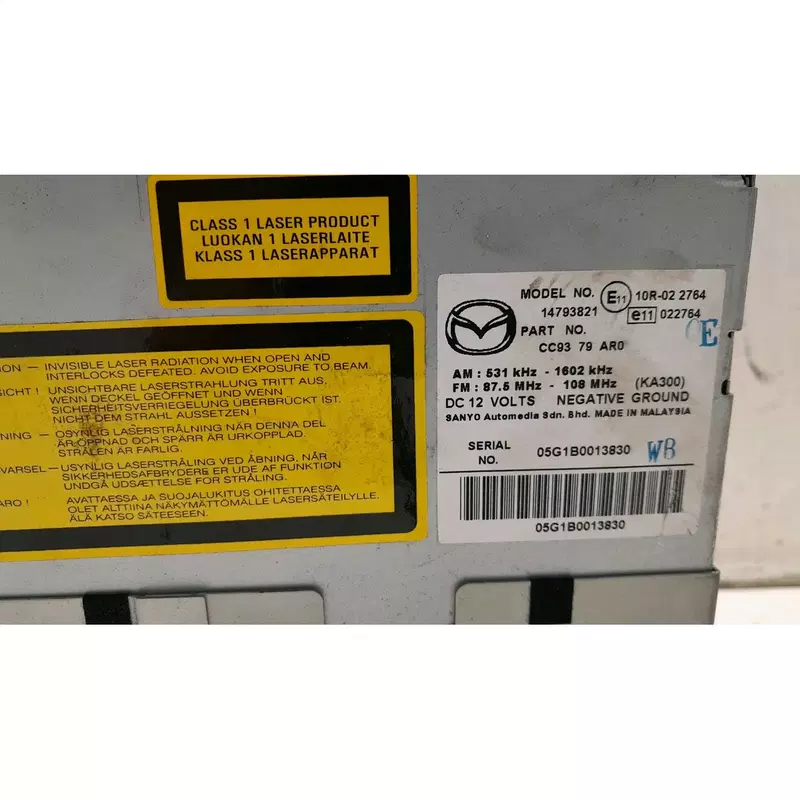 CLASS 1 LASER PRODUCT
LUOKAN 1 LASERLAITE
KLASS 1 LASERAPPARAT
ION — INVISIBLE LASER RADIATION WHEN OPEN AND
INTERLOCKS DEFEATED. AVOID EXPOSURE TO BEAM.
SICHT ! UNSICHTBARE LASERSTRAHLUNG TRITT AUS,
WENN DECKEL GEÖFFNET UND WENN
SICHERHEITSVERRIEGELUNG ÜBERBRÜCKT IST.
NICHT DEM STRAHL AUSSETZEN !
NING — OSYNLIG LASERSTRÅLNING NÄR DENNA DEL
ÄR ÖPPNAD OCH SPÄRR ÄR URKOPPLAD.
STRÅLEN ÄR FARLIG.
VARSEL — USYNLIG LASERSTRÅLING VED ÅBNING, NÅR
SIKKERHEDSAFBRYDERE ER UDE AF FUNKTION
UNDGÅ UDSÆTTELSE FOR STRÅLING.
ARO ! AVATTAESSA JA SUOJALUKITUS OHITETTAESSA
OLET ALTTIINA NÄKYMÄTTÖMÄLLE LASERSÄTEILYLLE.
ÄLÄ KATSO SÄTEESEEN.
MODEL NO. E11 10R-02 2764
14793821 e11 022764
PART NO.
CC93 79 AR0
E
AM : 531 kHz - 1602 kHz
FM : 87.5 MHz - 108 MHz (KA300)
DC 12 VOLTS NEGATIVE GROUND
SANYO Automedia Sdn. Bhd. MADE IN MALAYSIA
SERIAL NO. 05G1B0013830 WB
05G1B0013830